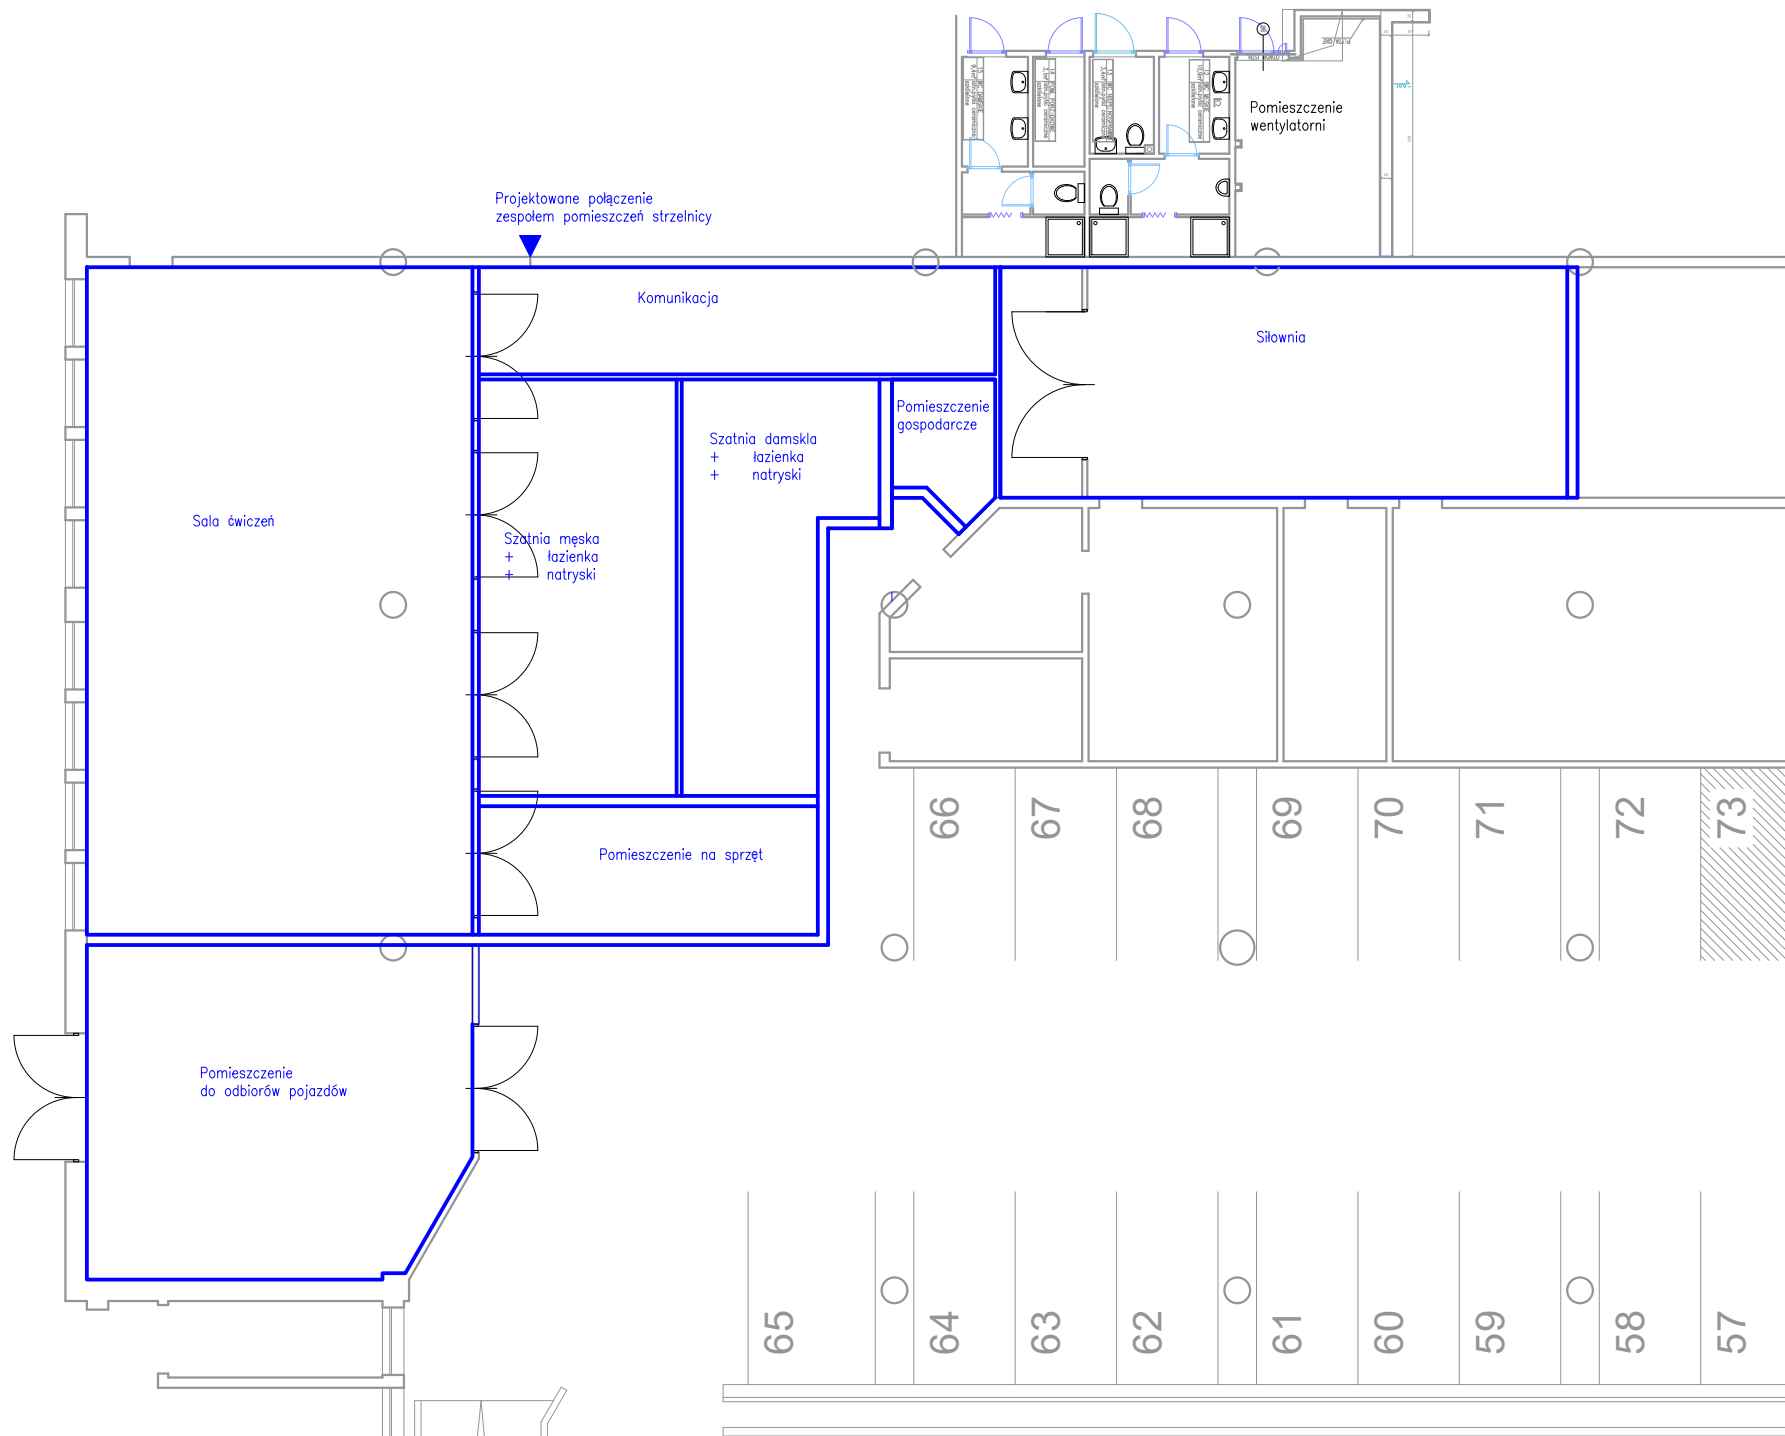 Pomieszczenie
wentylatorni
Projektowane połączenie
zespołem pomieszczeń strzelnicy
Komunikacja
Siłownia
Pomieszczenie
gospodarcze
Szatnia damskla
+ łazienka
+ natryski
Sala ćwiczeń
Szatnia męska
+ łazienka
+ natryski
Pomieszczenie na sprzęt
66 67 68 69 70 71 72 73
Pomieszczenie
do odbiorów pojazdów
65 64 63 62 61 60 59 58 57